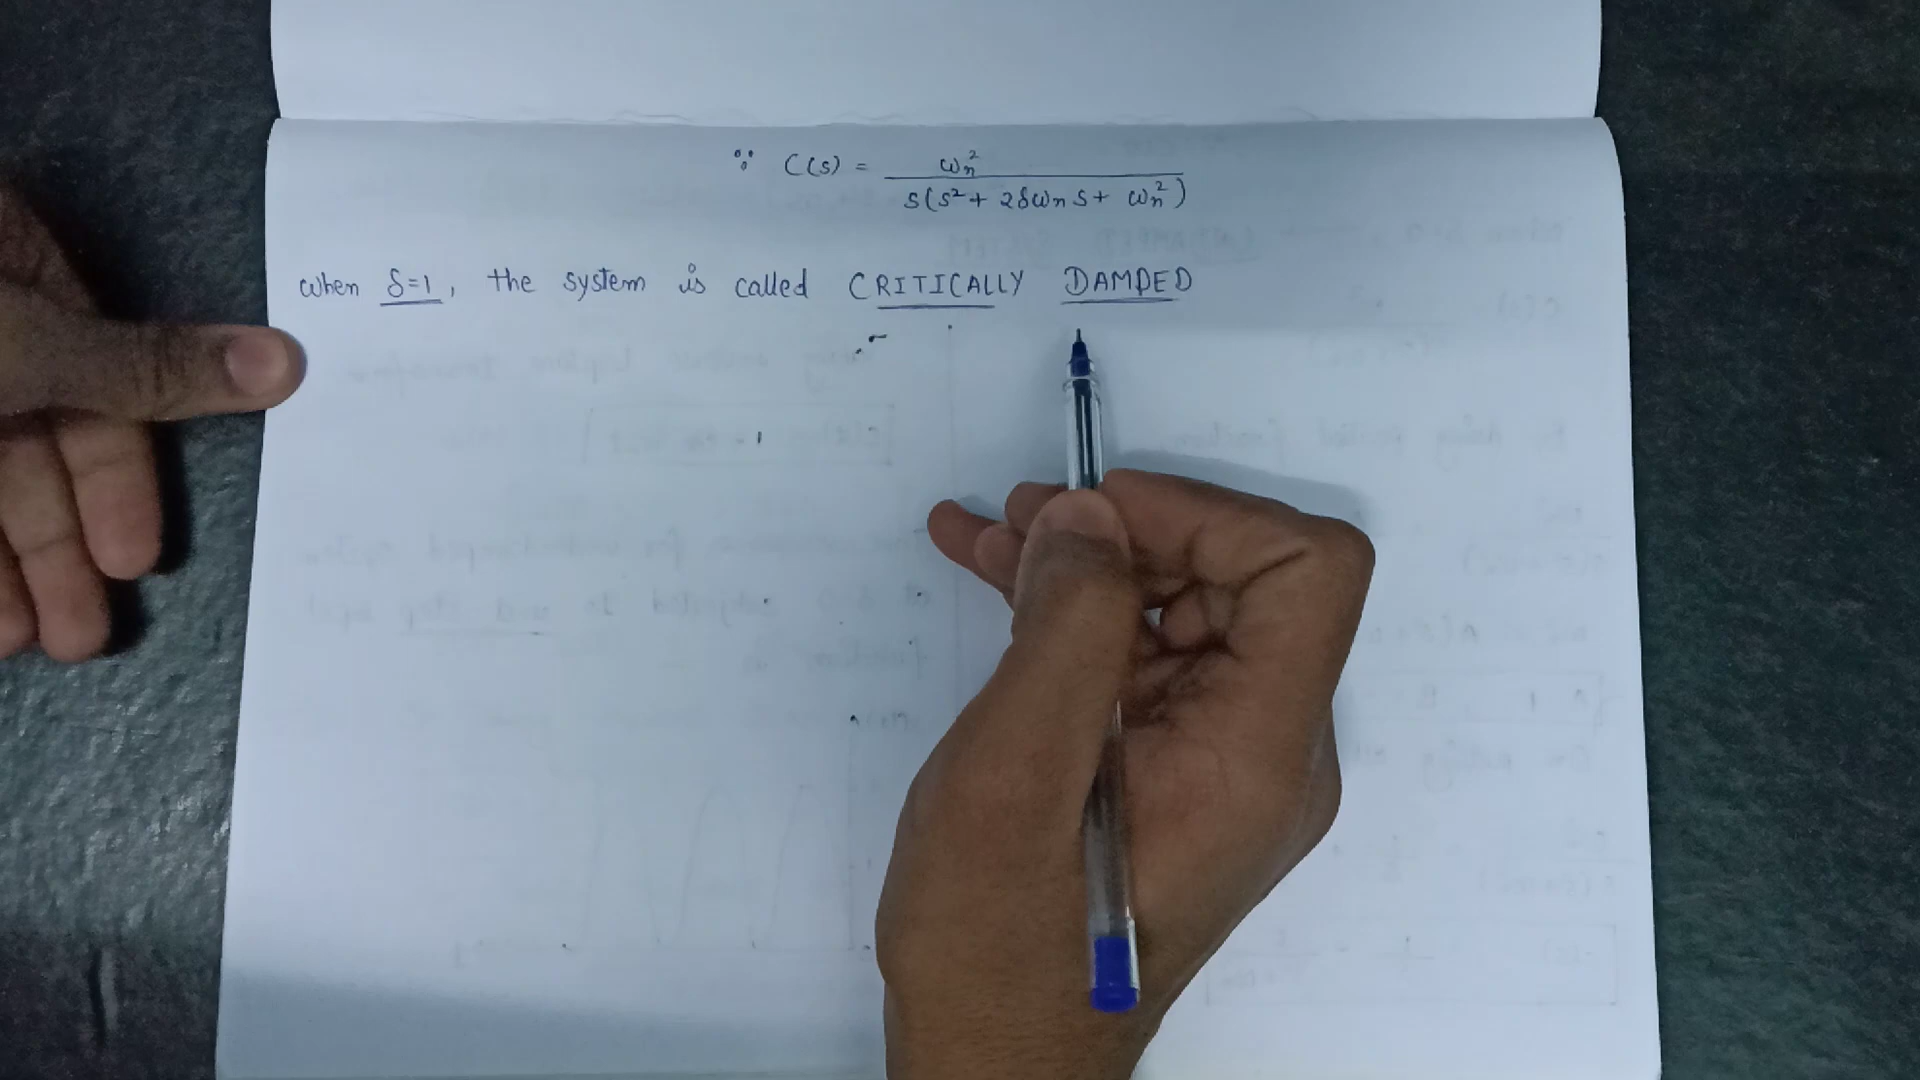 ∵ C(s) = ωn² / s(s² + 2δωn s + ωn²)
when δ=1, the system is called CRITICALLY DAMPED